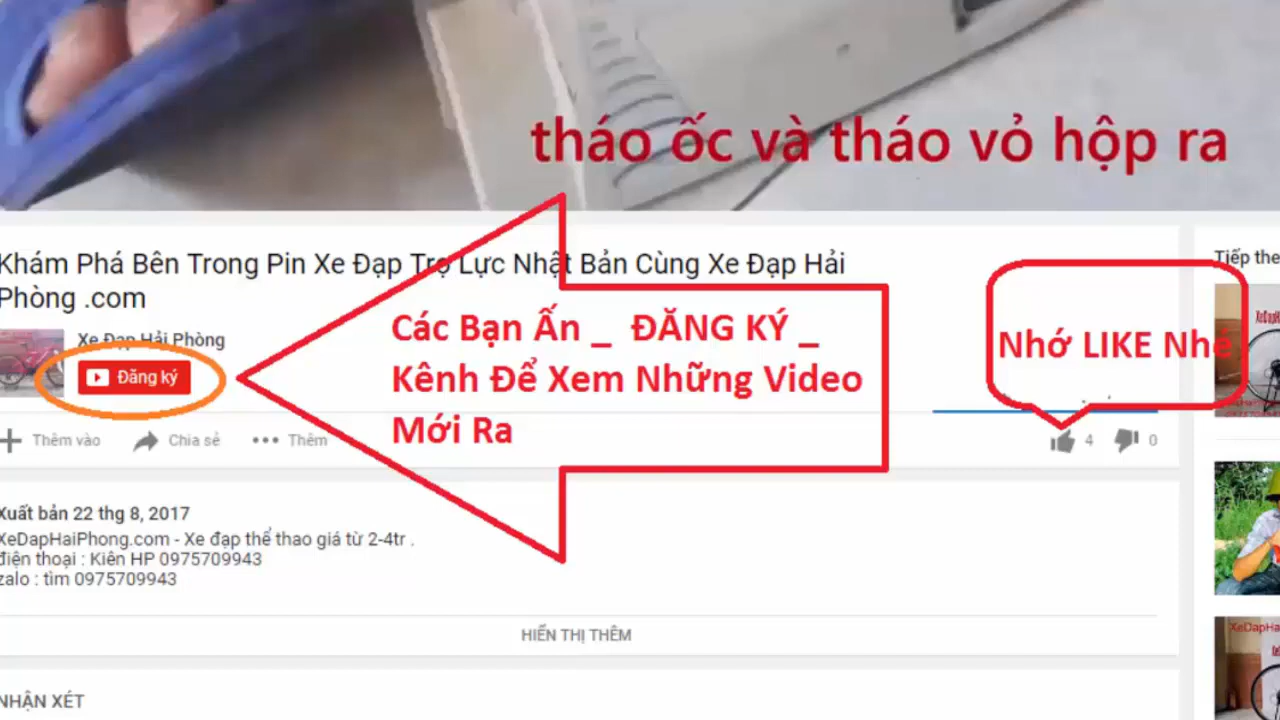 tháo ốc và tháo vỏ hộp ra
Khám Phá Bên Trong Pin Xe Đạp Trợ Lực Nhật Bản Cùng Xe Đạp Hải
Phòng .com
Tiếp the
Xe Đạp Hải Phòng
Đăng ký
Các Bạn Ấn _ ĐĂNG KÝ _
Kênh Để Xem Những Video
Mới Ra
Nhớ LIKE Nhé
Thêm vào
Chia sẻ
Thêm
4
0
Xuất bản 22 thg 8, 2017
XeDapHaiPhong.com - Xe đạp thể thao giá từ 2-4tr .
điện thoại : Kiên HP 0975709943
zalo : tìm 0975709943
HIỂN THỊ THÊM
XeDapHa
NHẬN XÉT